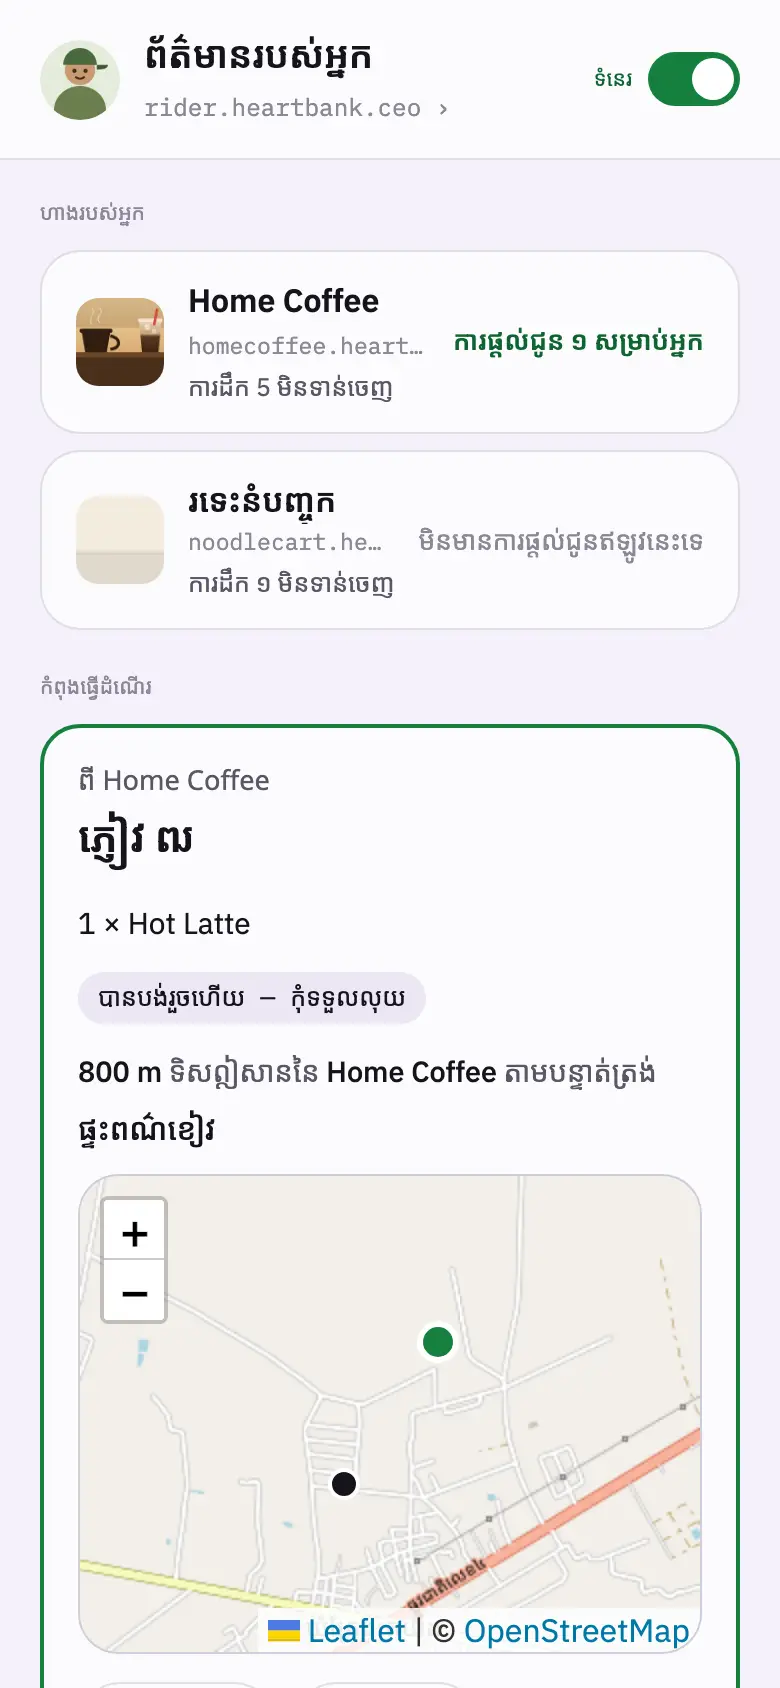 ព័ត៌មានរបស់អ្នក
rider.heartbank.ceo ›
ទំនេរ
ហាងរបស់អ្នក
Home Coffee
homecoffee.heart…
ការដឹក 5 មិនទាន់ចេញ
ការផ្តល់ជូន ១ សម្រាប់អ្នក
រទេះនំបញ្ចុក
noodlecart.he…
ការដឹក ១ មិនទាន់ចេញ
មិនមានការផ្តល់ជូនឥឡូវនេះទេ
កំពុងធ្វើដំណើរ
ពី Home Coffee
ភ្ញៀវ ឍ
1 × Hot Latte
បានបង់រួចហើយ — កុំទទួលលុយ
800 m ទិសឦសាននៃ Home Coffee តាមបន្ទាត់ត្រង់
ផ្ទះពណ៌ខៀវ
+
−
Leaflet | © OpenStreetMap